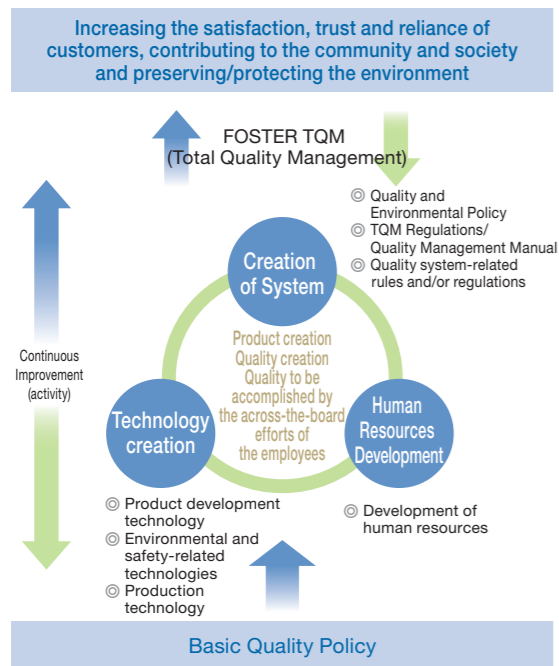 Increasing the satisfaction, trust and reliance of
customers, contributing to the community and society
and preserving/protecting the environment
FOSTER TQM
(Total Quality Management)
◎ Quality and
Environmental Policy
◎ TQM Regulations/
Quality Management Manual
◎ Quality system-related
rules and/or regulations
Creation
of System
Continuous
Improvement
(activity)
Product creation
Quality creation
Quality to be
accomplished by
the across-the-board
efforts of
the employees
Technology
creation
Human
Resources
Development
◎ Product development
technology
◎ Environmental and
safety-related
technologies
◎ Production
technology
◎ Development of
human resources
Basic Quality Policy